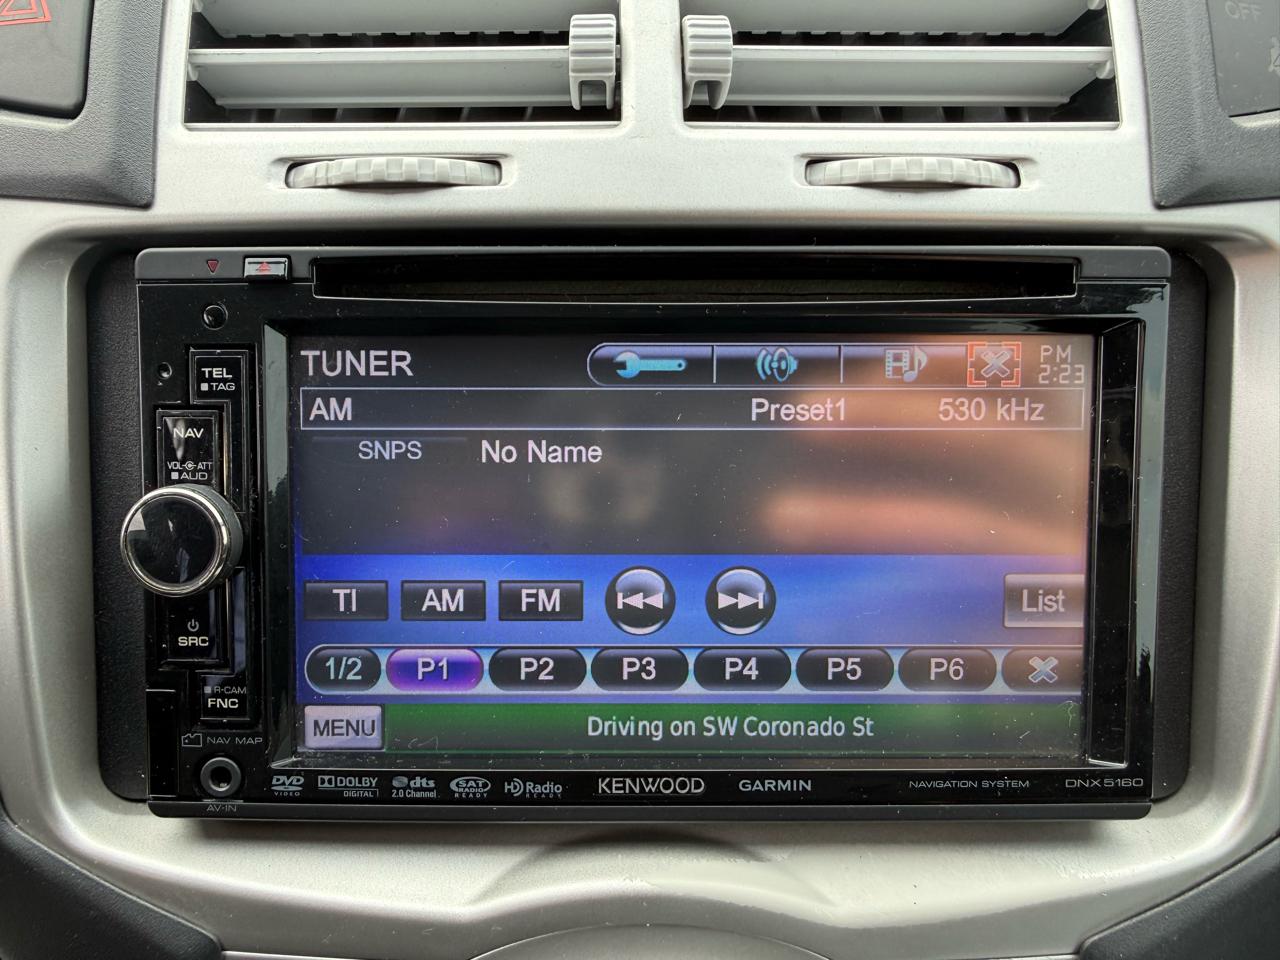 OFF
TEL
TAG
NAV
VOL ATT
AUD
SRC
R-CAM
FNC
NAV MAP
AV-IN
TUNER
PM
2:23
AM Preset1 530 kHz
SNPS No Name
TI AM FM List
1/2 P1 P2 P3 P4 P5 P6
MENU Driving on SW Coronado St
DVD VIDEO
DOLBY DIGITAL
dts 2.0 Channel
SAT RADIO READY
HD Radio READY
KENWOOD
GARMIN
NAVIGATION SYSTEM
DNX5160